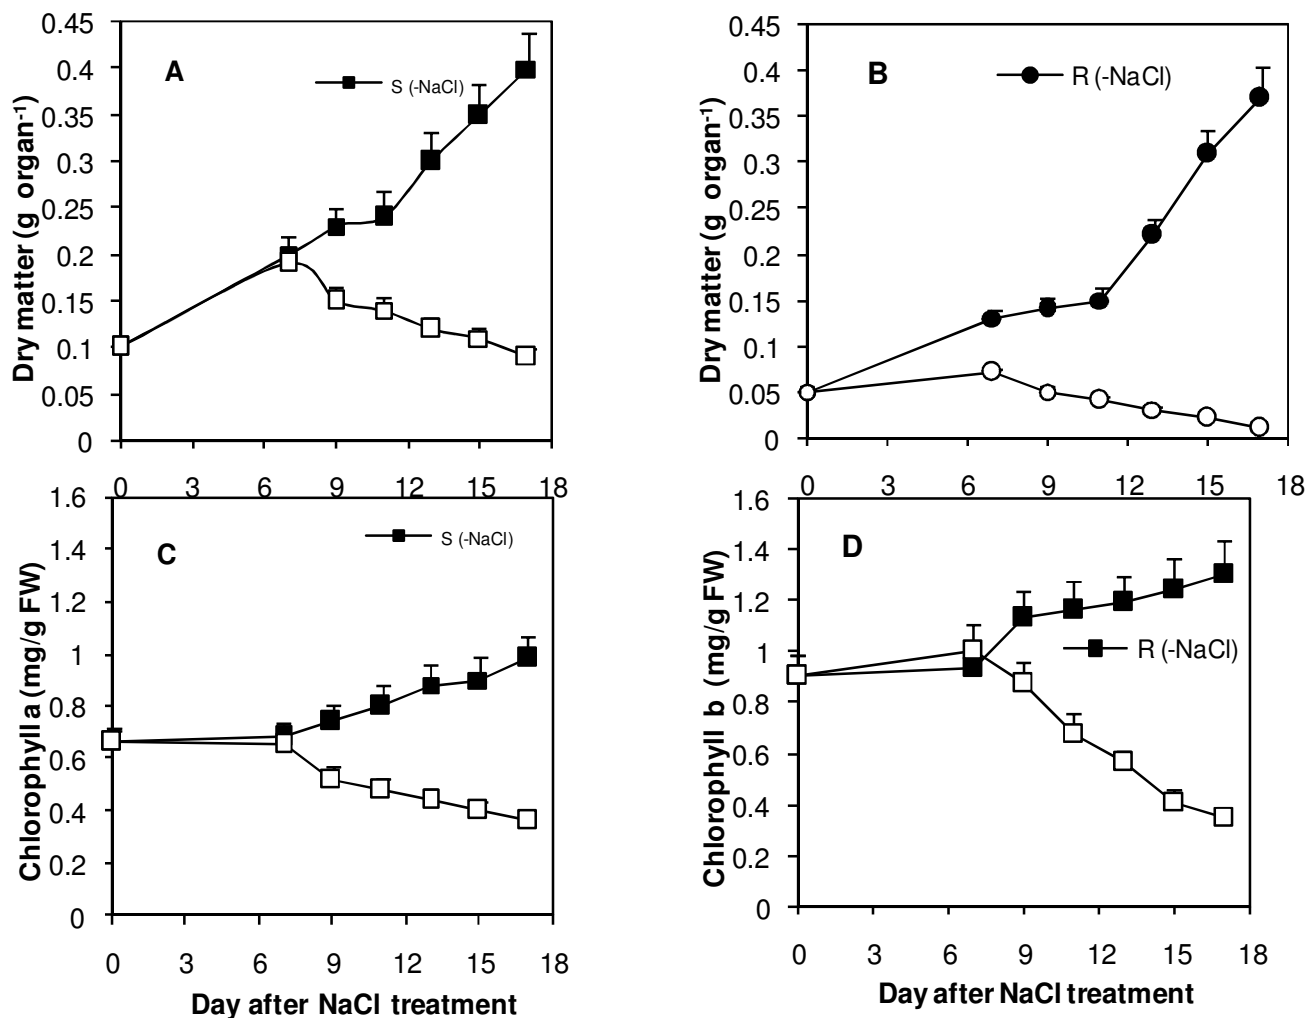 A
S (-NaCl)
Dry matter (g organ-1)
0.45
0.4
0.35
0.3
0.25
0.2
0.15
0.1
0.05
0
0 3 6 9 12 15 18
B
R (-NaCl)
Dry matter (g organ-1)
0.45
0.4
0.35
0.3
0.25
0.2
0.15
0.1
0.05
0
0 3 6 9 12 15 18
C
S (-NaCl)
Chlorophyll a (mg/g FW)
1.6
1.4
1.2
1
0.8
0.6
0.4
0.2
0
0 3 6 9 12 15 18
Day after NaCl treatment
D
R (-NaCl)
Chlorophyll b (mg/g FW)
1.6
1.4
1.2
1
0.8
0.6
0.4
0.2
0
0 3 6 9 12 15 18
Day after NaCl treatment